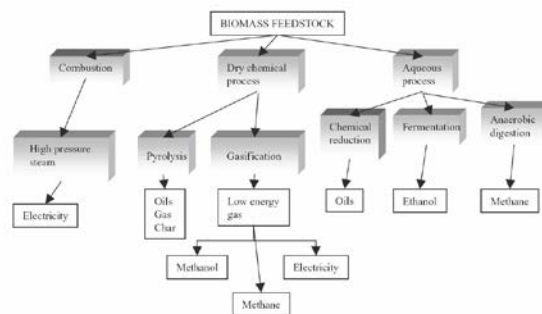 BIOMASS FEEDSTOCK
Combustion
Dry chemical
process
Aqueous
process
High pressure
steam
Pyrolysis
Gasification
Chemical
reduction
Fermentation
Anaerobic
digestion
Electricity
Oils
Gas
Char
Low energy
gas
Oils
Ethanol
Methane
Methanol
Electricity
Methane